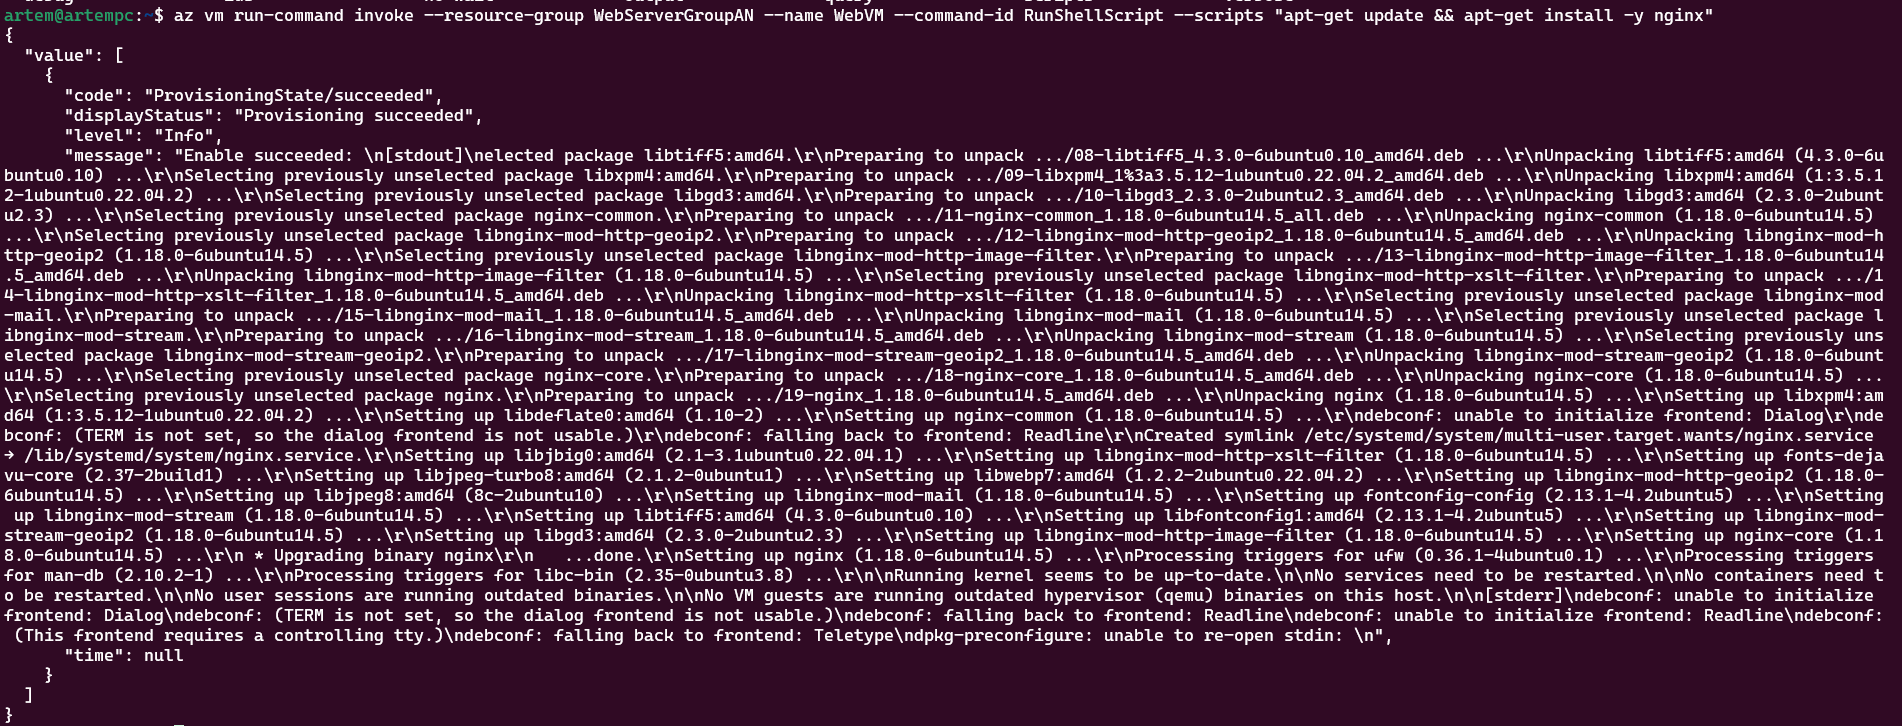 artem@artempc:~$ az vm run-command invoke --resource-group WebServerGroupAN --name WebVM --command-id RunShellScript --scripts "apt-get update && apt-get install -y nginx"
{
  "value": [
    {
      "code": "ProvisioningState/succeeded",
      "displayStatus": "Provisioning succeeded",
      "level": "Info",
      "message": "Enable succeeded: \n[stdout]\nelected package libtiff5:amd64.\r\nPreparing to unpack .../08-libtiff5_4.3.0-6ubuntu0.10_amd64.deb ...\r\nUnpacking libtiff5:amd64 (4.3.0-6u
buntu0.10) ...\r\nSelecting previously unselected package libxpm4:amd64.\r\nPreparing to unpack .../09-libxpm4_1%3a3.5.12-1ubuntu0.22.04.2_amd64.deb ...\r\nUnpacking libxpm4:amd64 (1:3.5.1
2-1ubuntu0.22.04.2) ...\r\nSelecting previously unselected package libgd3:amd64.\r\nPreparing to unpack .../10-libgd3_2.3.0-2ubuntu2.3_amd64.deb ...\r\nUnpacking libgd3:amd64 (2.3.0-2ubunt
u2.3) ...\r\nSelecting previously unselected package nginx-common.\r\nPreparing to unpack .../11-nginx-common_1.18.0-6ubuntu14.5_all.deb ...\r\nUnpacking nginx-common (1.18.0-6ubuntu14.5)
...\r\nSelecting previously unselected package libnginx-mod-http-geoip2.\r\nPreparing to unpack .../12-libnginx-mod-http-geoip2_1.18.0-6ubuntu14.5_amd64.deb ...\r\nUnpacking libnginx-mod-h
ttp-geoip2 (1.18.0-6ubuntu14.5) ...\r\nSelecting previously unselected package libnginx-mod-http-image-filter.\r\nPreparing to unpack .../13-libnginx-mod-http-image-filter_1.18.0-6ubuntu14
.5_amd64.deb ...\r\nUnpacking libnginx-mod-http-image-filter (1.18.0-6ubuntu14.5) ...\r\nSelecting previously unselected package libnginx-mod-http-xslt-filter.\r\nPreparing to unpack .../1
4-libnginx-mod-http-xslt-filter_1.18.0-6ubuntu14.5_amd64.deb ...\r\nUnpacking libnginx-mod-http-xslt-filter (1.18.0-6ubuntu14.5) ...\r\nSelecting previously unselected package libnginx-mod
-mail.\r\nPreparing to unpack .../15-libnginx-mod-mail_1.18.0-6ubuntu14.5_amd64.deb ...\r\nUnpacking libnginx-mod-mail (1.18.0-6ubuntu14.5) ...\r\nSelecting previously unselected package l
ibnginx-mod-stream.\r\nPreparing to unpack .../16-libnginx-mod-stream_1.18.0-6ubuntu14.5_amd64.deb ...\r\nUnpacking libnginx-mod-stream (1.18.0-6ubuntu14.5) ...\r\nSelecting previously uns
elected package libnginx-mod-stream-geoip2.\r\nPreparing to unpack .../17-libnginx-mod-stream-geoip2_1.18.0-6ubuntu14.5_amd64.deb ...\r\nUnpacking libnginx-mod-stream-geoip2 (1.18.0-6ubunt
u14.5) ...\r\nSelecting previously unselected package nginx-core.\r\nPreparing to unpack .../18-nginx-core_1.18.0-6ubuntu14.5_amd64.deb ...\r\nUnpacking nginx-core (1.18.0-6ubuntu14.5) ...
\r\nSelecting previously unselected package nginx.\r\nPreparing to unpack .../19-nginx_1.18.0-6ubuntu14.5_amd64.deb ...\r\nUnpacking nginx (1.18.0-6ubuntu14.5) ...\r\nSetting up libxpm4:am
d64 (1:3.5.12-1ubuntu0.22.04.2) ...\r\nSetting up libdeflate0:amd64 (1.10-2) ...\r\nSetting up nginx-common (1.18.0-6ubuntu14.5) ...\r\ndebconf: unable to initialize frontend: Dialog\r\nde
bconf: (TERM is not set, so the dialog frontend is not usable.)\r\ndebconf: falling back to frontend: Readline\r\nCreated symlink /etc/systemd/system/multi-user.target.wants/nginx.service
→ /lib/systemd/system/nginx.service.\r\nSetting up libjbig0:amd64 (2.1-3.1ubuntu0.22.04.1) ...\r\nSetting up libnginx-mod-http-xslt-filter (1.18.0-6ubuntu14.5) ...\r\nSetting up fonts-deja
vu-core (2.37-2build1) ...\r\nSetting up libjpeg-turbo8:amd64 (2.1.2-0ubuntu1) ...\r\nSetting up libwebp7:amd64 (1.2.2-2ubuntu0.22.04.2) ...\r\nSetting up libnginx-mod-http-geoip2 (1.18.0-
6ubuntu14.5) ...\r\nSetting up libjpeg8:amd64 (8c-2ubuntu10) ...\r\nSetting up libnginx-mod-mail (1.18.0-6ubuntu14.5) ...\r\nSetting up fontconfig-config (2.13.1-4.2ubuntu5) ...\r\nSetting
 up libnginx-mod-stream (1.18.0-6ubuntu14.5) ...\r\nSetting up libtiff5:amd64 (4.3.0-6ubuntu0.10) ...\r\nSetting up libfontconfig1:amd64 (2.13.1-4.2ubuntu5) ...\r\nSetting up libnginx-mod-
stream-geoip2 (1.18.0-6ubuntu14.5) ...\r\nSetting up libgd3:amd64 (2.3.0-2ubuntu2.3) ...\r\nSetting up libnginx-mod-http-image-filter (1.18.0-6ubuntu14.5) ...\r\nSetting up nginx-core (1.1
8.0-6ubuntu14.5) ...\r\n * Upgrading binary nginx\r\n   ...done.\r\nSetting up nginx (1.18.0-6ubuntu14.5) ...\r\nProcessing triggers for ufw (0.36.1-4ubuntu0.1) ...\r\nProcessing triggers
for man-db (2.10.2-1) ...\r\nProcessing triggers for libc-bin (2.35-0ubuntu3.8) ...\r\n\nRunning kernel seems to be up-to-date.\n\nNo services need to be restarted.\n\nNo containers need t
o be restarted.\n\nNo user sessions are running outdated binaries.\n\nNo VM guests are running outdated hypervisor (qemu) binaries on this host.\n\n[stderr]\ndebconf: unable to initialize
frontend: Dialog\ndebconf: (TERM is not set, so the dialog frontend is not usable.)\ndebconf: falling back to frontend: Readline\ndebconf: unable to initialize frontend: Readline\ndebconf:
 (This frontend requires a controlling tty.)\ndebconf: falling back to frontend: Teletype\ndpkg-preconfigure: unable to re-open stdin: \n",
      "time": null
    }
  ]
}